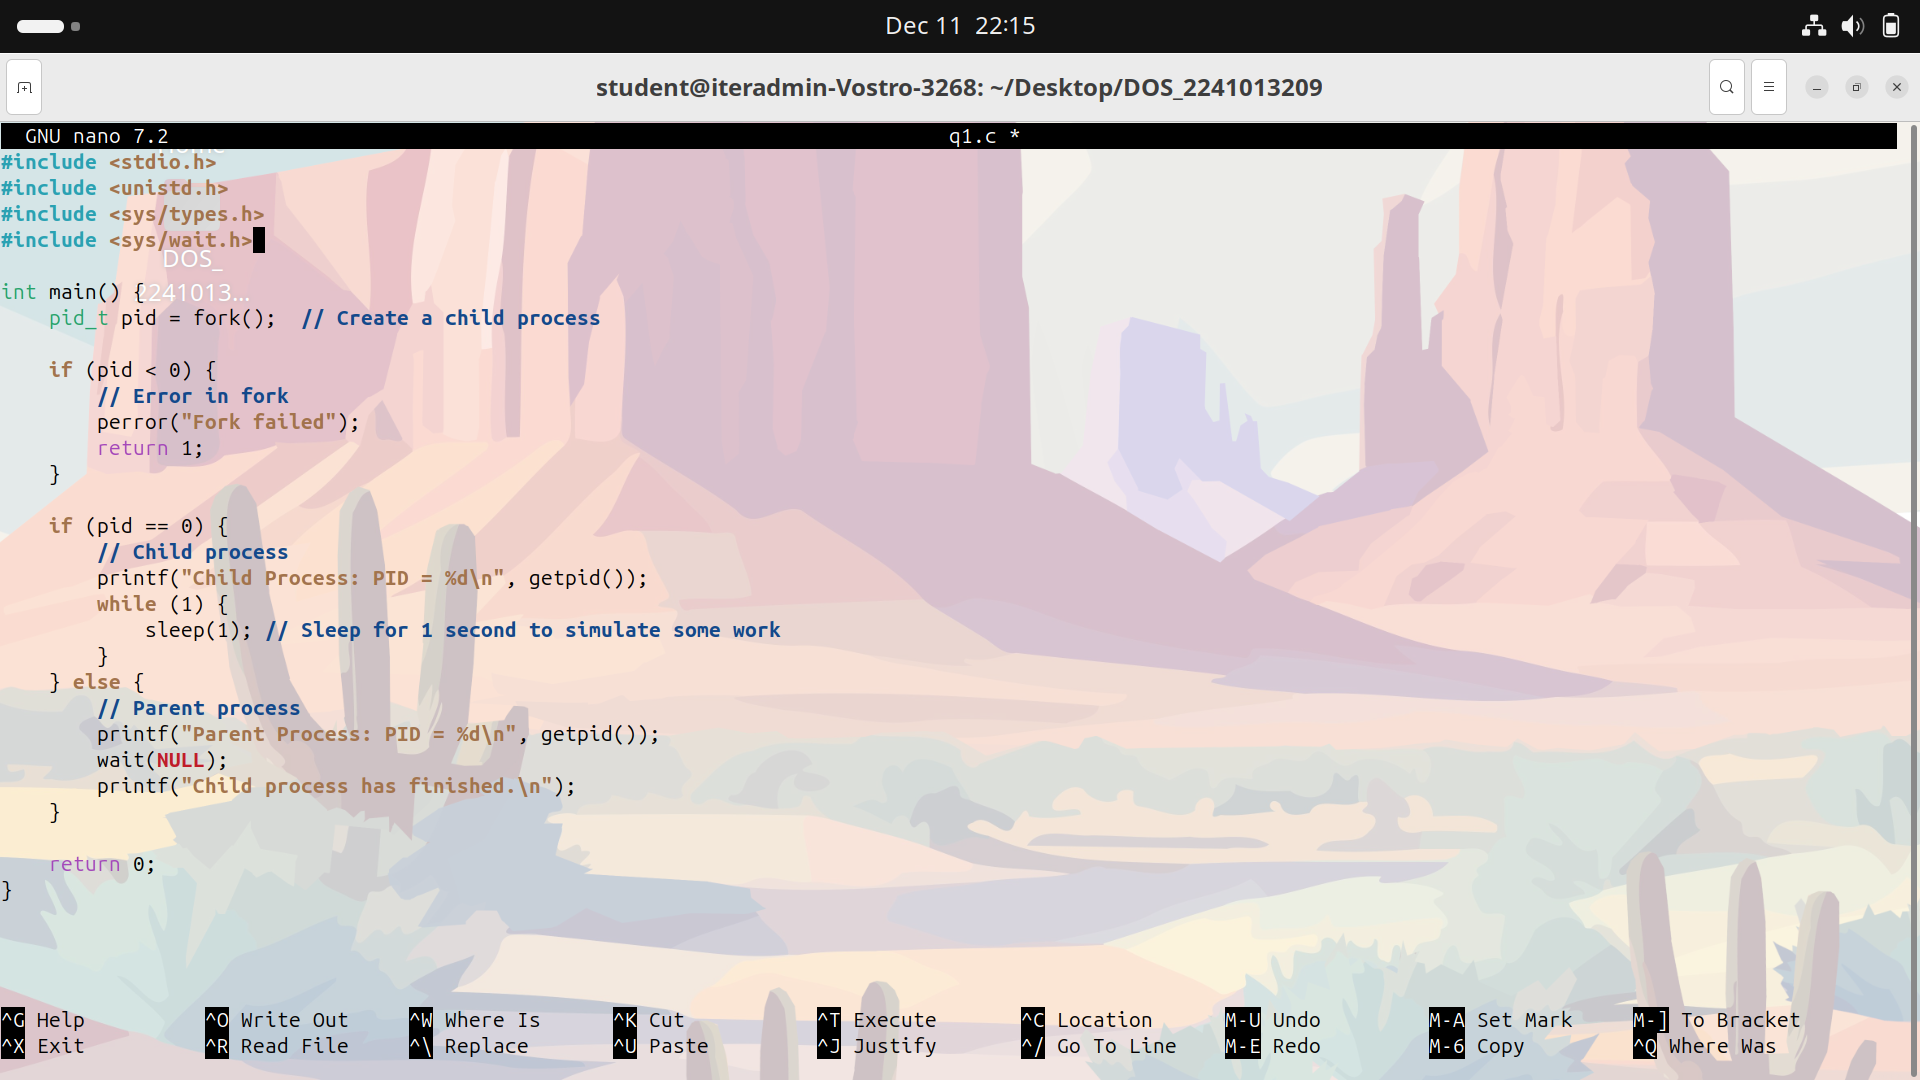 Dec 11 22:15
student@iteradmin-Vostro-3268: ~/Desktop/DOS_2241013209
GNU nano 7.2 q1.c *
#include <stdio.h>
#include <unistd.h>
#include <sys/types.h>
#include <sys/wait.h>
DOS_
2241013...
int main() {
    pid_t pid = fork();  // Create a child process
    if (pid < 0) {
        // Error in fork
        perror("Fork failed");
        return 1;
    }
    if (pid == 0) {
        // Child process
        printf("Child Process: PID = %d\n", getpid());
        while (1) {
            sleep(1); // Sleep for 1 second to simulate some work
        }
    } else {
        // Parent process
        printf("Parent Process: PID = %d\n", getpid());
        wait(NULL);
        printf("Child process has finished.\n");
    }
    return 0;
}
^G Help ^O Write Out ^W Where Is ^K Cut ^T Execute ^C Location M-U Undo M-A Set Mark M-] To Bracket
^X Exit ^R Read File ^\ Replace ^U Paste ^J Justify ^/ Go To Line M-E Redo M-6 Copy ^Q Where Was